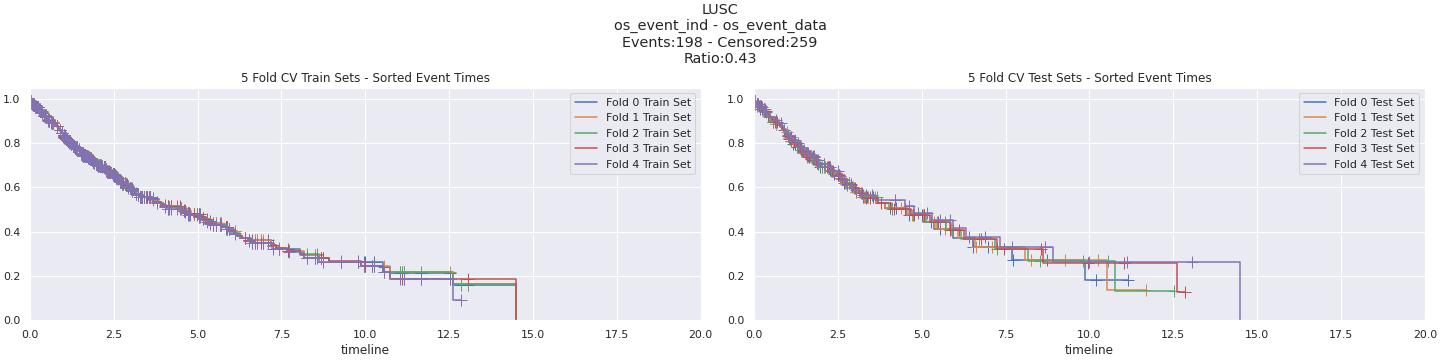 LUSC
os_event_ind - os_event_data
Events:198 - Censored:259
Ratio:0.43
5 Fold CV Train Sets - Sorted Event Times
1.0
0.8
0.6
0.4
0.2
0.0
Fold 0 Train Set
Fold 1 Train Set
Fold 2 Train Set
Fold 3 Train Set
Fold 4 Train Set
0.0 2.5 5.0 7.5 10.0 12.5 15.0 17.5 20.0
timeline
5 Fold CV Test Sets - Sorted Event Times
1.0
0.8
0.6
0.4
0.2
0.0
Fold 0 Test Set
Fold 1 Test Set
Fold 2 Test Set
Fold 3 Test Set
Fold 4 Test Set
0.0 2.5 5.0 7.5 10.0 12.5 15.0 17.5 20.0
timeline